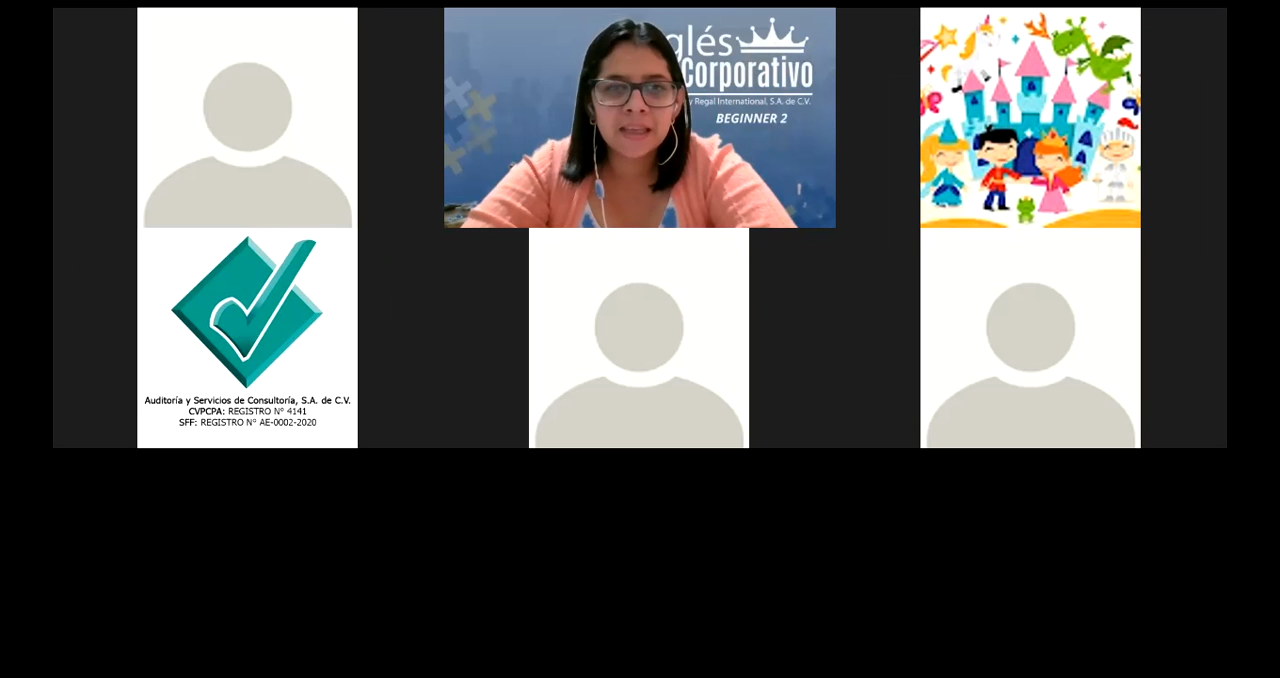 glés
Corporativo
y Regal International, S.A. de C.V.
BEGINNER 2
Auditoría y Servicios de Consultoría, S.A. de C.V.
CVPCPA: REGISTRO N° 4141
SFF: REGISTRO N° AE-0002-2020